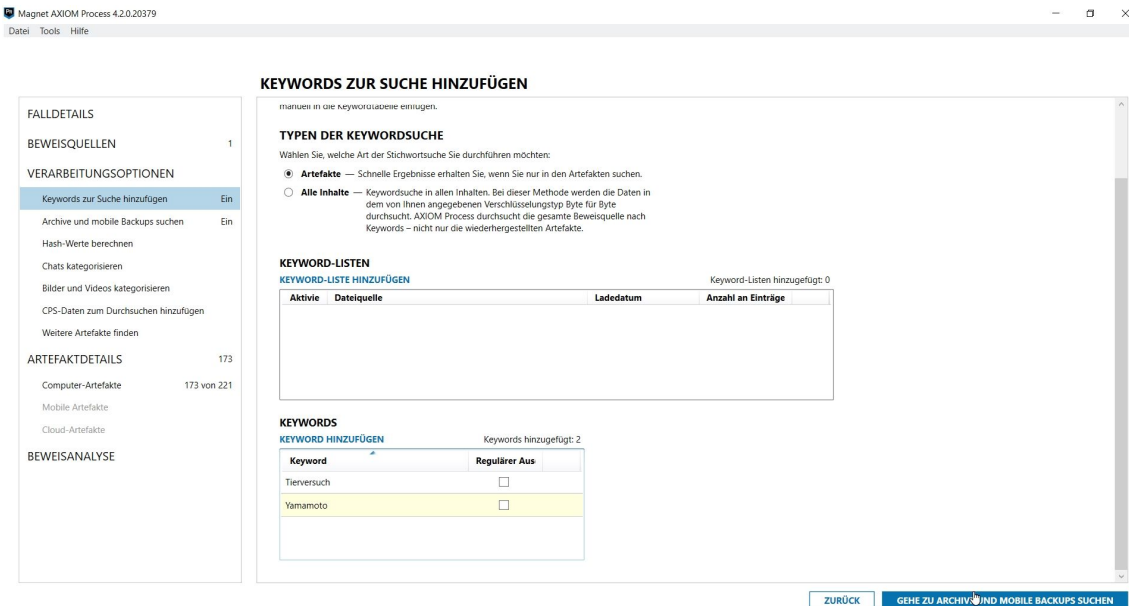 Magnet AXIOM Process 4.2.0.20379
Datei Tools Hilfe
KEYWORDS ZUR SUCHE HINZUFÜGEN
FALLDETAILS
BEWEISQUELLEN 1
VERARBEITUNGSOPTIONEN
Keywords zur Suche hinzufügen Ein
Archive und mobile Backups suchen Ein
Hash-Werte berechnen
Chats kategorisieren
Bilder und Videos kategorisieren
CPS-Daten zum Durchsuchen hinzufügen
Weitere Artefakte finden
ARTEFAKTDETAILS 173
Computer-Artefakte 173 von 221
Mobile Artefakte
Cloud-Artefakte
BEWEISANALYSE
manuell in die Keywordtabelle einfügen.
TYPEN DER KEYWORDSUCHE
Wählen Sie, welche Art der Stichwortsuche Sie durchführen möchten:
Artefakte — Schnelle Ergebnisse erhalten Sie, wenn Sie nur in den Artefakten suchen.
Alle Inhalte — Keywordsuche in allen Inhalten. Bei dieser Methode werden die Daten in
dem von Ihnen angegebenen Verschlüsselungstyp Byte für Byte
durchsucht. AXIOM Process durchsucht die gesamte Beweisquelle nach
Keywords – nicht nur die wiederhergestellten Artefakte.
KEYWORD-LISTEN
KEYWORD-LISTE HINZUFÜGEN Keyword-Listen hinzugefügt: 0
Aktivie Dateiquelle Ladedatum Anzahl an Einträge
KEYWORDS
KEYWORD HINZUFÜGEN Keywords hinzugefügt: 2
Keyword Regulärer Aus
Tierversuch
Yamamoto
ZURÜCK GEHE ZU ARCHIVE UND MOBILE BACKUPS SUCHEN